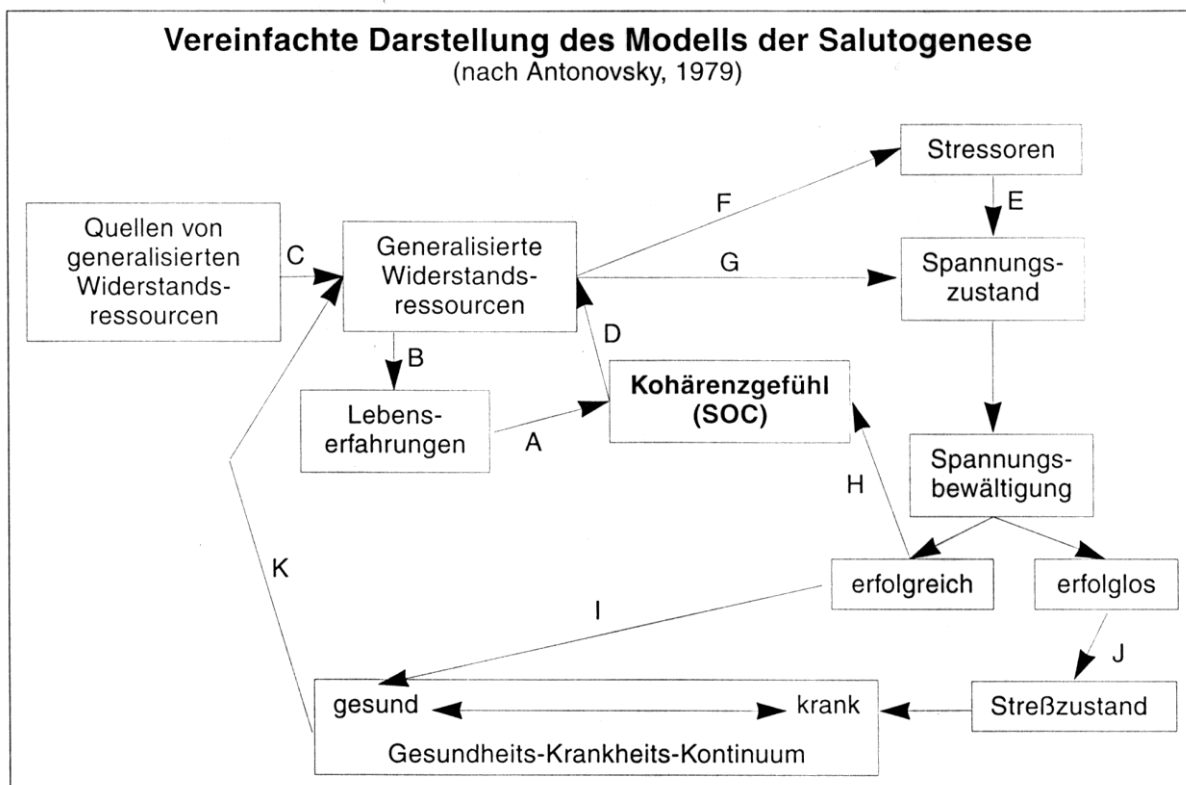 Vereinfachte Darstellung des Modells der Salutogenese
(nach Antonovsky, 1979)
Stressoren
F
E
Quellen von
generalisierten
Widerstands-
ressourcen
C
Generalisierte
Widerstands-
ressourcen
G
Spannungs-
zustand
B
D
Lebens-
erfahrungen
A
Kohärenzgefühl
(SOC)
H
Spannungs-
bewältigung
K
I
erfolgreich
erfolglos
J
gesund
krank
Streßzustand
Gesundheits-Krankheits-Kontinuum